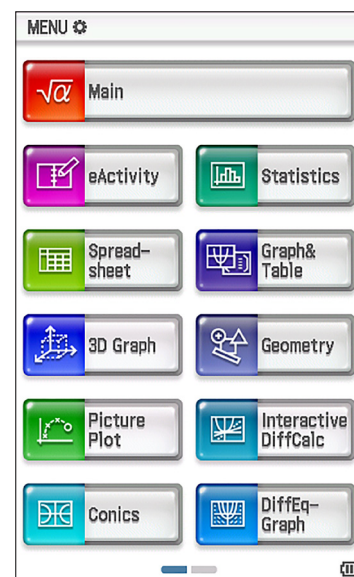 MENU
√α Main
eActivity
Statistics
Spread-
sheet
Graph&
Table
3D Graph
Geometry
Picture
Plot
Interactive
DiffCalc
Conics
DiffEq-
Graph